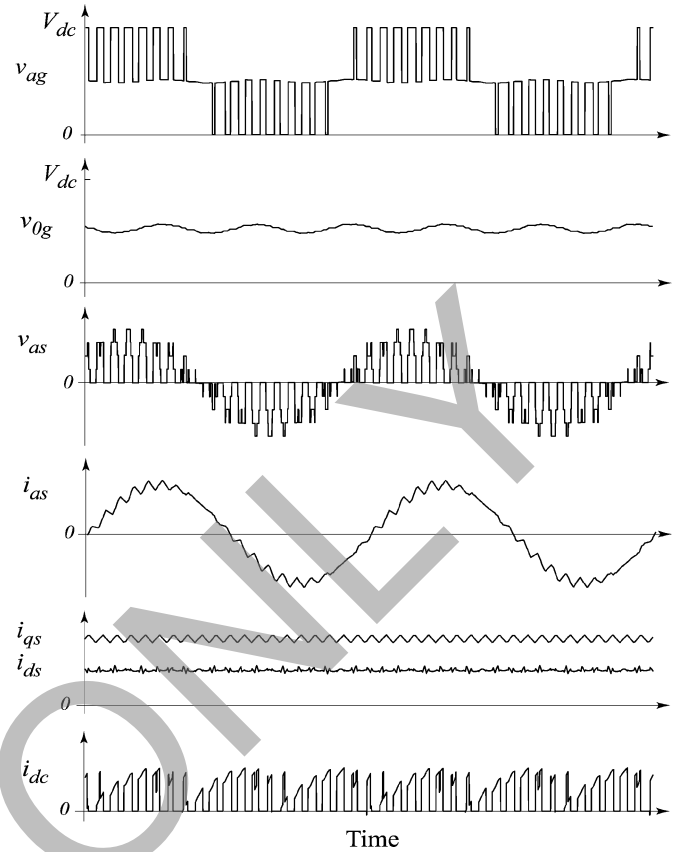 V_dc
v_ag
0
V_dc
v_0g
0
v_as
0
i_as
0
i_qs
i_ds
0
i_dc
0
Time
ONLY